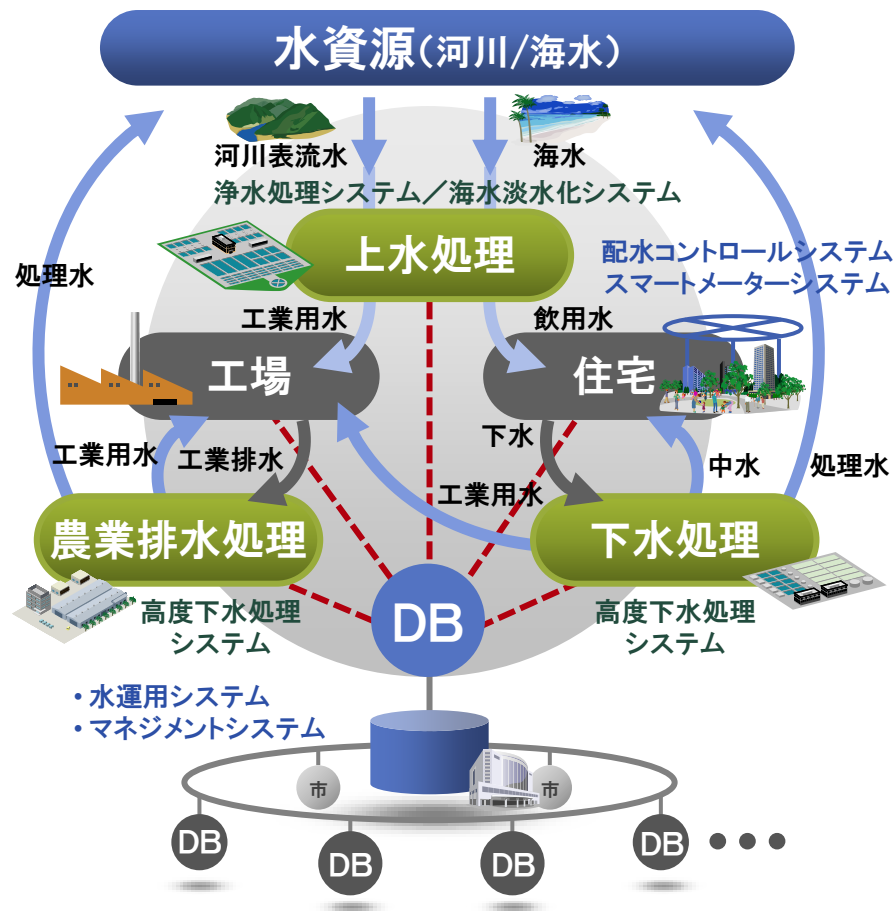 水資源(河川/海水)
河川表流水
海水
浄水処理システム／海水淡水化システム
上水処理
配水コントロールシステム
スマートメーターシステム
処理水
工業用水
飲用水
工場
住宅
工業用水
工業排水
下水
中水
処理水
工業用水
農業排水処理
下水処理
高度下水処理
システム
DB
高度下水処理
システム
・水運用システム
・マネジメントシステム
市
市
DB
DB
DB
DB